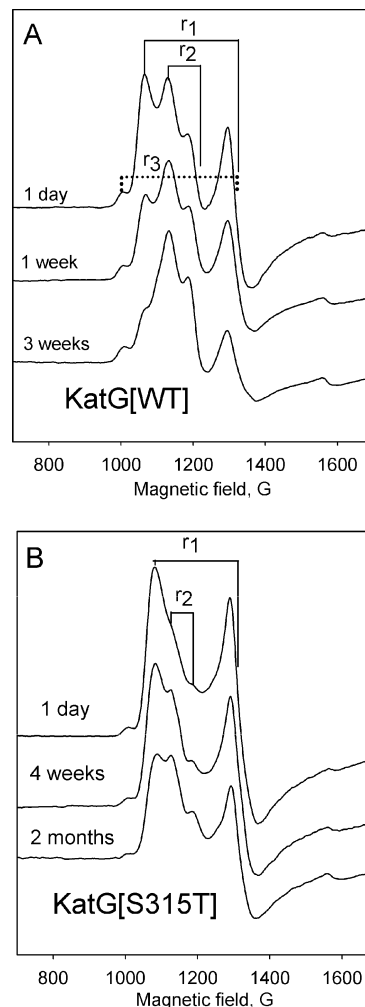 A
r1
r2
r3
1 day
1 week
3 weeks
KatG[WT]
800 1000 1200 1400 1600
Magnetic field, G
B
r1
r2
1 day
4 weeks
2 months
KatG[S315T]
800 1000 1200 1400 1600
Magnetic field, G